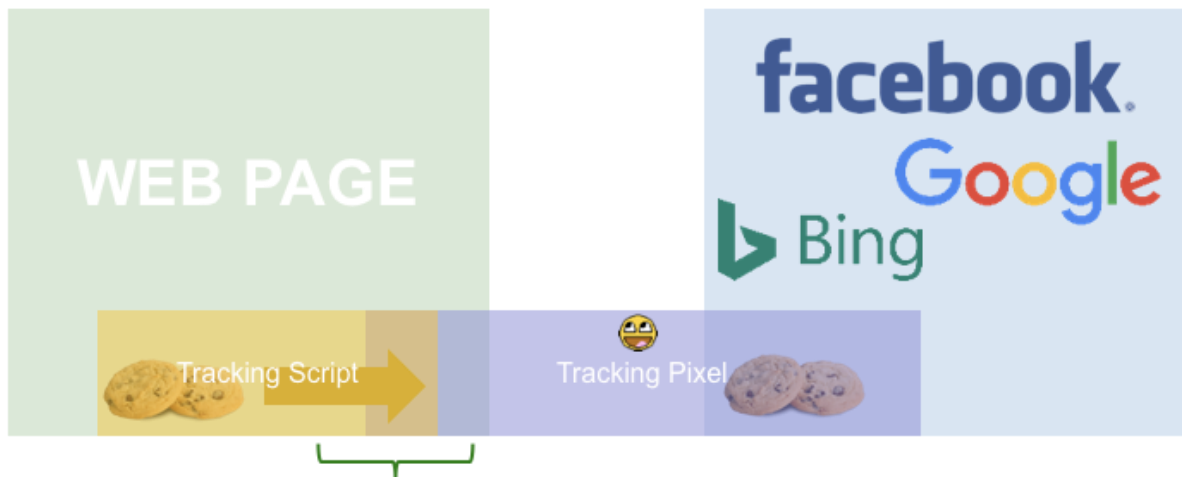 WEB PAGE
facebook.
Google
Bing
Tracking Script
Tracking Pixel